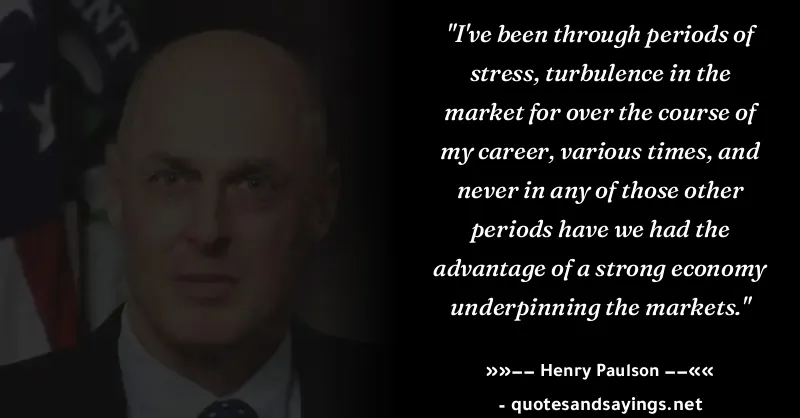 "I've been through periods of
stress, turbulence in the
market for over the course of
my career, various times, and
never in any of those other
periods have we had the
advantage of a strong economy
underpinning the markets."
»»-- Henry Paulson --««
- quotesandsayings.net